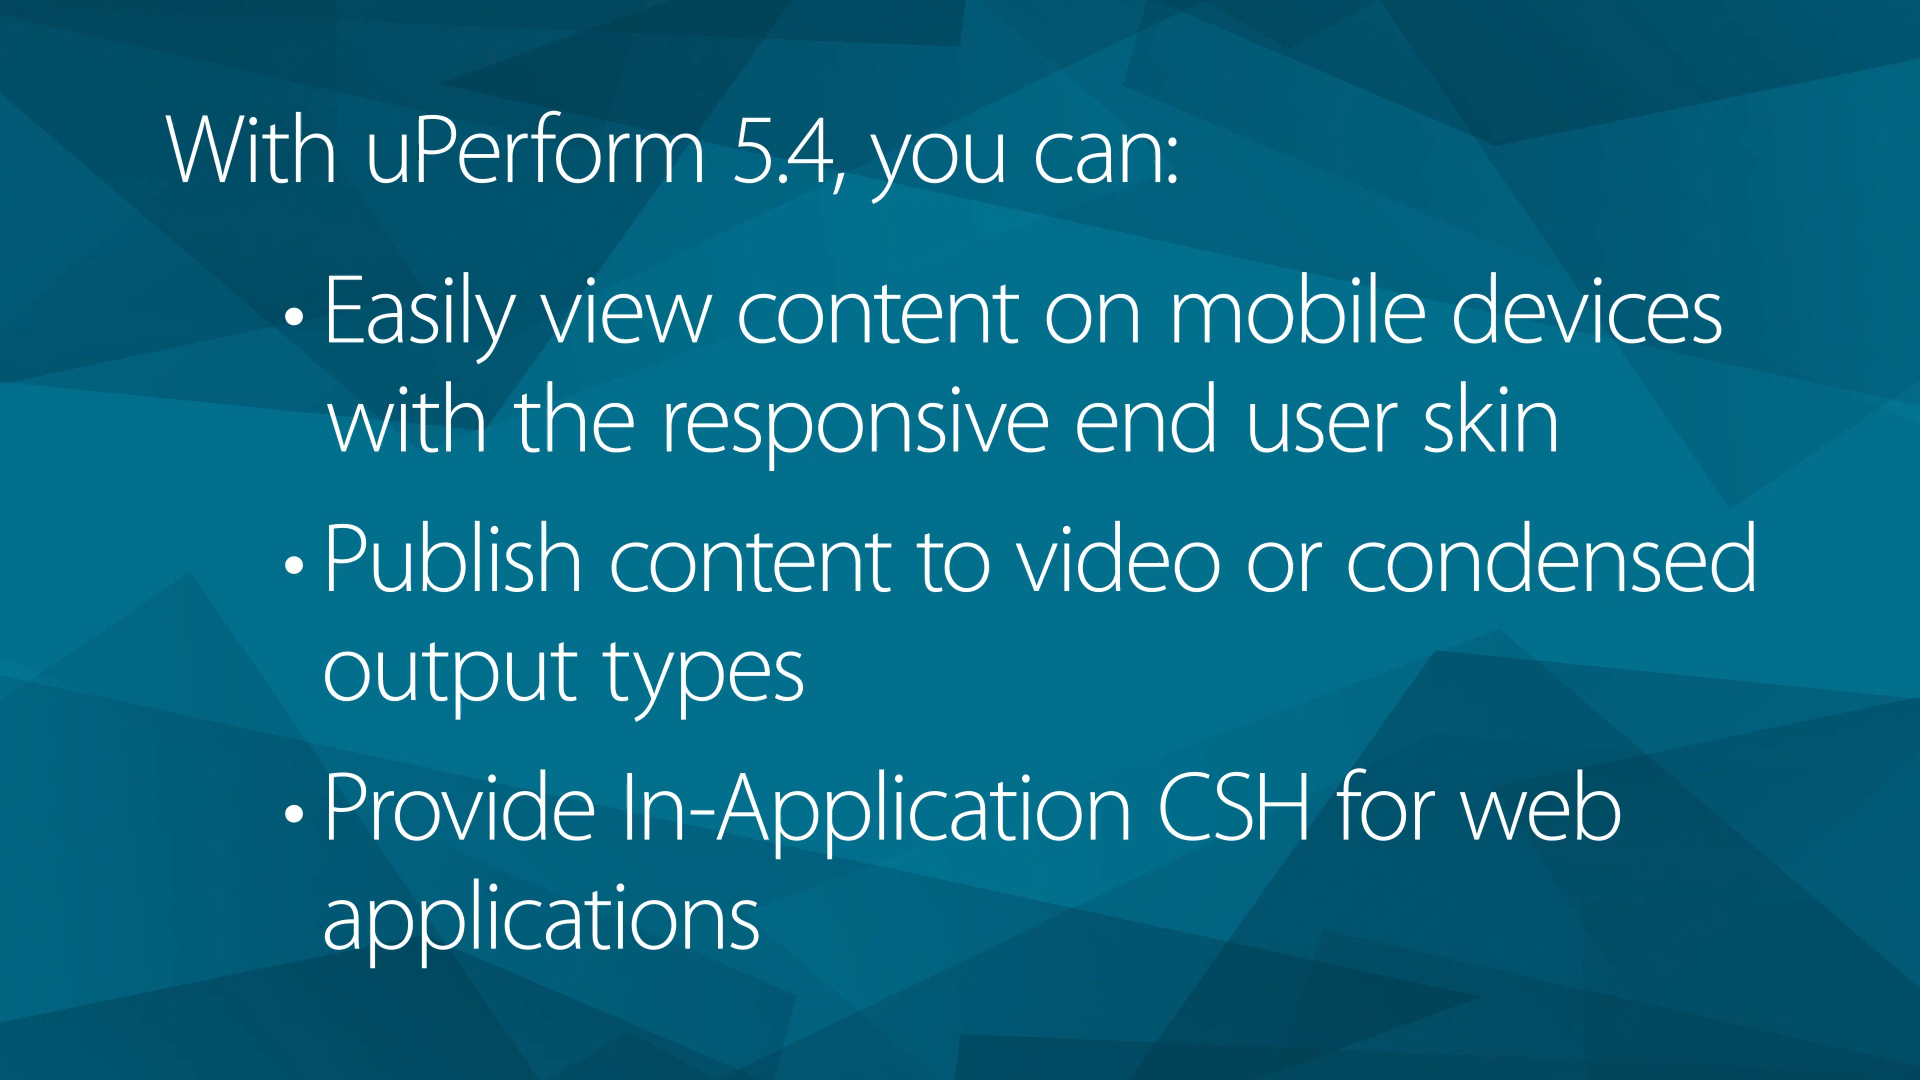 With uPerform 5.4, you can:
• Easily view content on mobile devices
with the responsive end user skin
• Publish content to video or condensed
output types
• Provide In-Application CSH for web
applications